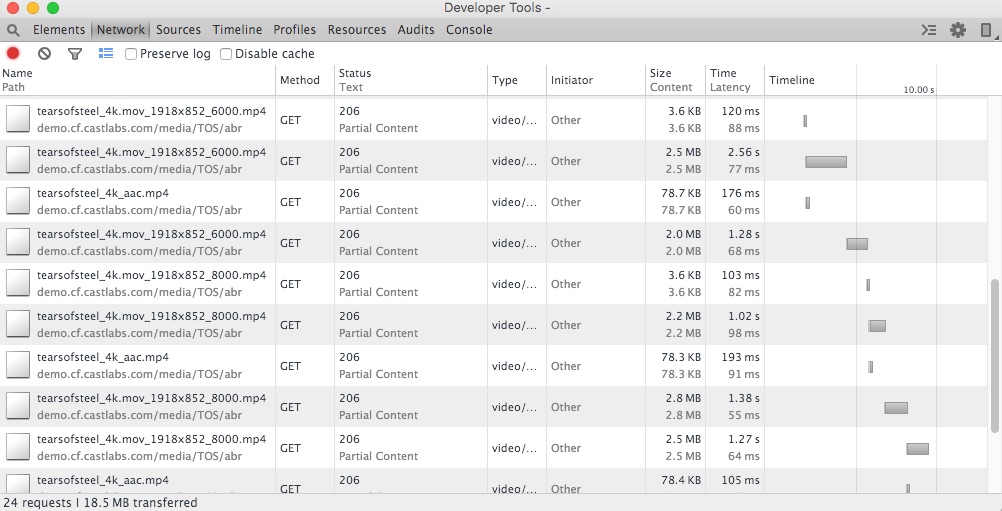 Developer Tools -
Elements Network Sources Timeline Profiles Resources Audits Console
Preserve log Disable cache
Name Method Status Type Initiator Size Time Timeline
Path Text Content Latency 10.00 s
tearsofsteel_4k.mov_1918x852_6000.mp4 GET 206 video/... Other 3.6 KB 120 ms
demo.cf.castlabs.com/media/TOS/abr Partial Content 3.6 KB 88 ms
tearsofsteel_4k.mov_1918x852_6000.mp4 GET 206 video/... Other 2.5 MB 2.56 s
demo.cf.castlabs.com/media/TOS/abr Partial Content 2.5 MB 77 ms
tearsofsteel_4k_aac.mp4 GET 206 video/... Other 78.7 KB 176 ms
demo.cf.castlabs.com/media/TOS/abr Partial Content 78.7 KB 60 ms
tearsofsteel_4k.mov_1918x852_6000.mp4 GET 206 video/... Other 2.0 MB 1.28 s
demo.cf.castlabs.com/media/TOS/abr Partial Content 2.0 MB 68 ms
tearsofsteel_4k.mov_1918x852_8000.mp4 GET 206 video/... Other 3.6 KB 103 ms
demo.cf.castlabs.com/media/TOS/abr Partial Content 3.6 KB 82 ms
tearsofsteel_4k.mov_1918x852_8000.mp4 GET 206 video/... Other 2.2 MB 1.02 s
demo.cf.castlabs.com/media/TOS/abr Partial Content 2.2 MB 98 ms
tearsofsteel_4k_aac.mp4 GET 206 video/... Other 78.3 KB 193 ms
demo.cf.castlabs.com/media/TOS/abr Partial Content 78.3 KB 91 ms
tearsofsteel_4k.mov_1918x852_8000.mp4 GET 206 video/... Other 2.8 MB 1.38 s
demo.cf.castlabs.com/media/TOS/abr Partial Content 2.8 MB 55 ms
tearsofsteel_4k.mov_1918x852_8000.mp4 GET 206 video/... Other 2.5 MB 1.27 s
demo.cf.castlabs.com/media/TOS/abr Partial Content 2.5 MB 64 ms
tearsofsteel_4k_aac.mp4 GET 206 video/... Other 78.4 KB 105 ms
24 requests | 18.5 MB transferred